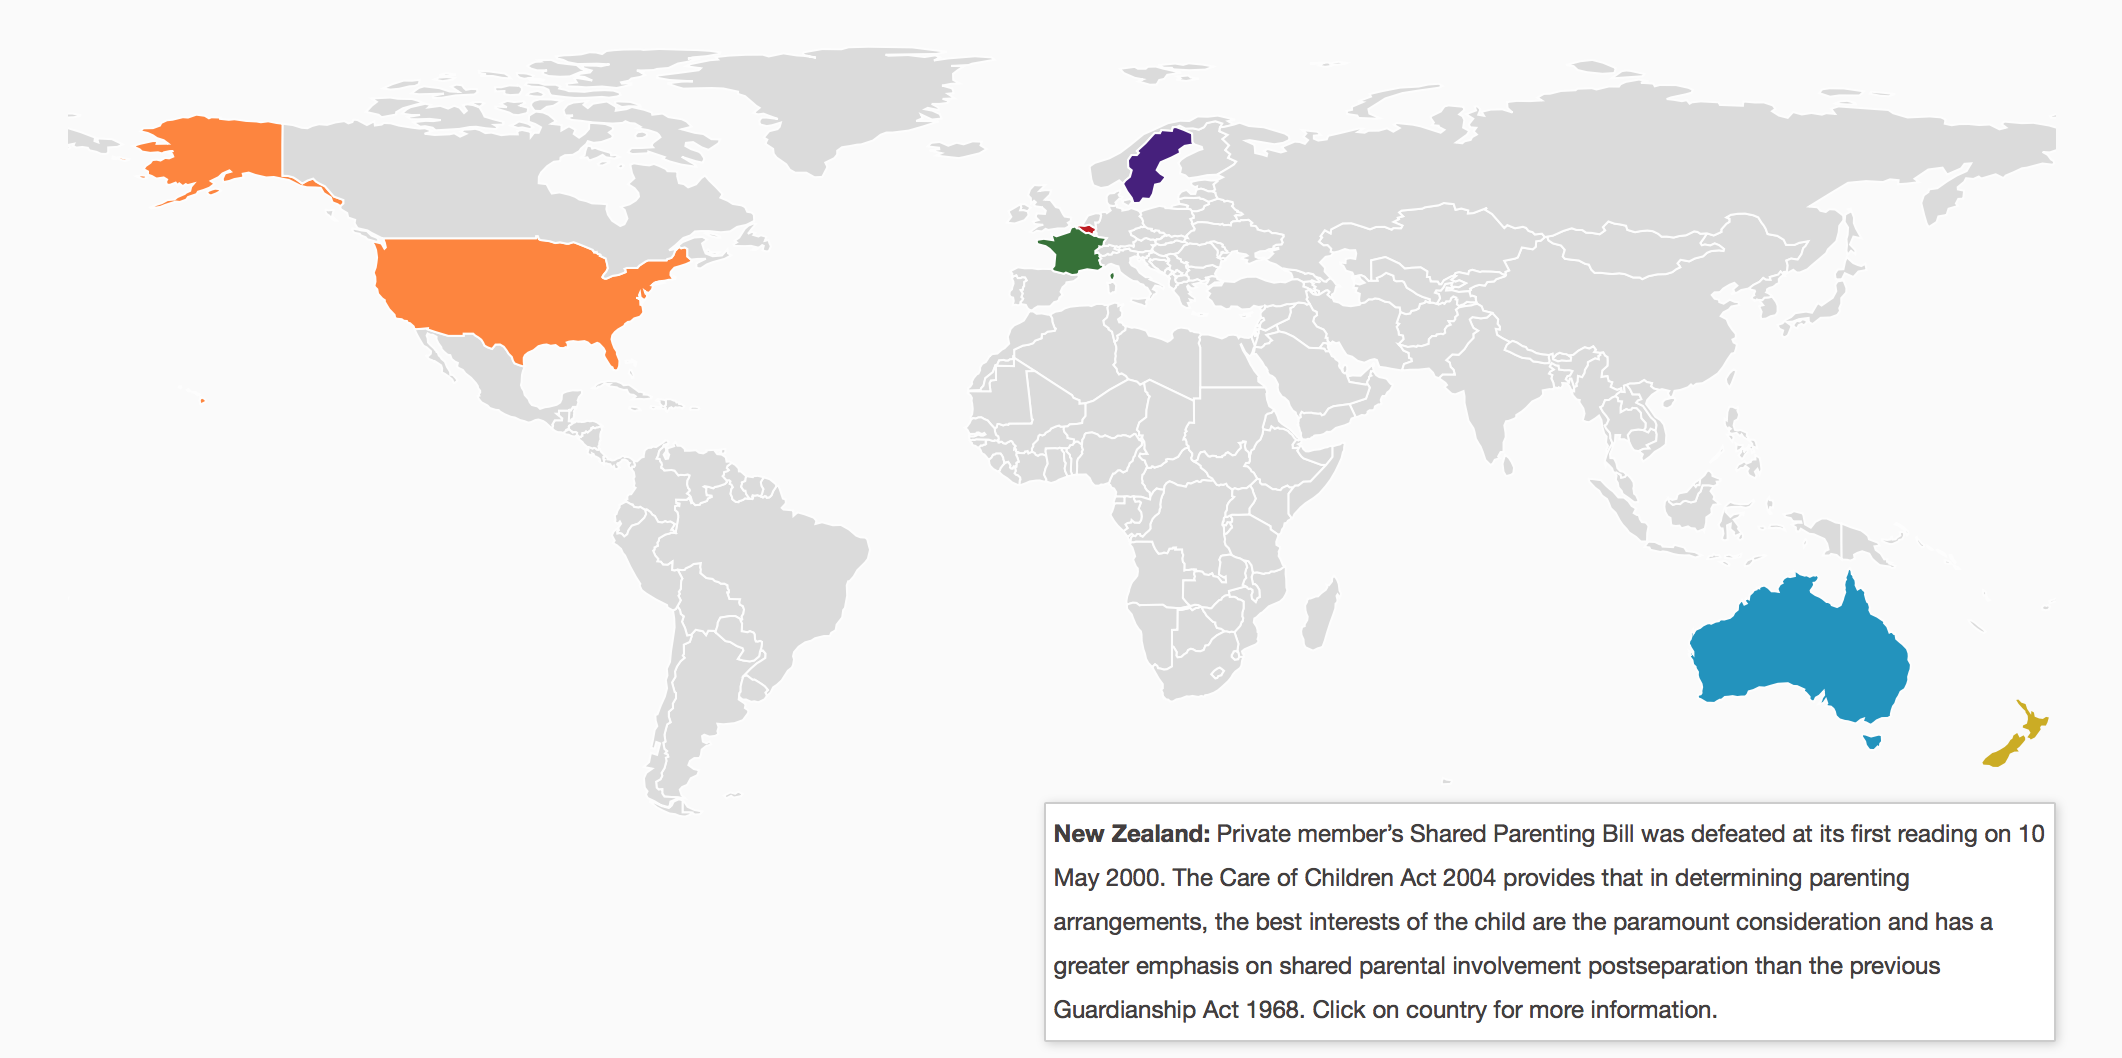 New Zealand: Private member’s Shared Parenting Bill was defeated at its first reading on 10
May 2000. The Care of Children Act 2004 provides that in determining parenting
arrangements, the best interests of the child are the paramount consideration and has a
greater emphasis on shared parental involvement postseparation than the previous
Guardianship Act 1968. Click on country for more information.